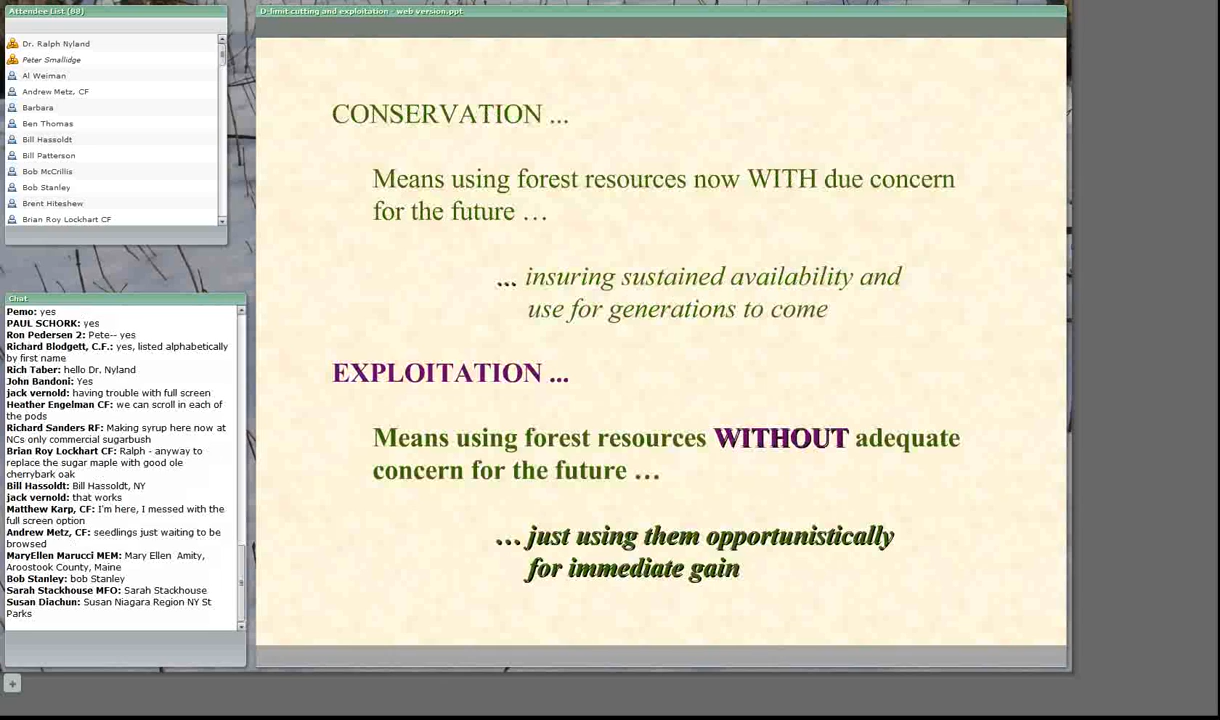 Attendee List (88)
Dr. Ralph Nyland
Peter Smallidge
Al Weiman
Andrew Metz, CF
Barbara
Ben Thomas
Bill Hassoldt
Bill Patterson
Bob McCrillis
Bob Stanley
Brent Hiteshew
Brian Roy Lockhart CF
Chat
Pemo: yes
PAUL SCHORK: yes
Ron Pedersen 2: Pete-- yes
Richard Blodgett, C.F.: yes, listed alphabetically
by first name
Rich Taber: hello Dr. Nyland
John Bandoni: Yes
jack vernold: having trouble with full screen
Heather Engelman CF: we can scroll in each of
the pods
Richard Sanders RF: Making syrup here now at
NCs only commercial sugarbush
Brian Roy Lockhart CF: Ralph - anyway to
replace the sugar maple with good ole
cherrybark oak
Bill Hassoldt: Bill Hassoldt, NY
jack vernold: that works
Matthew Karp, CF: I'm here, I messed with the
full screen option
Andrew Metz, CF: seedlings just waiting to be
browsed
MaryEllen Marucci MEM: Mary Ellen Amity,
Aroostook County, Maine
Bob Stanley: bob Stanley
Sarah Stackhouse MFO: Sarah Stackhouse
Susan Diachun: Susan Niagara Region NY St
Parks
D-limit cutting and exploitation - web version.ppt
CONSERVATION ...
Means using forest resources now WITH due concern
for the future …
... insuring sustained availability and
use for generations to come
EXPLOITATION ...
Means using forest resources WITHOUT adequate
concern for the future …
… just using them opportunistically
for immediate gain